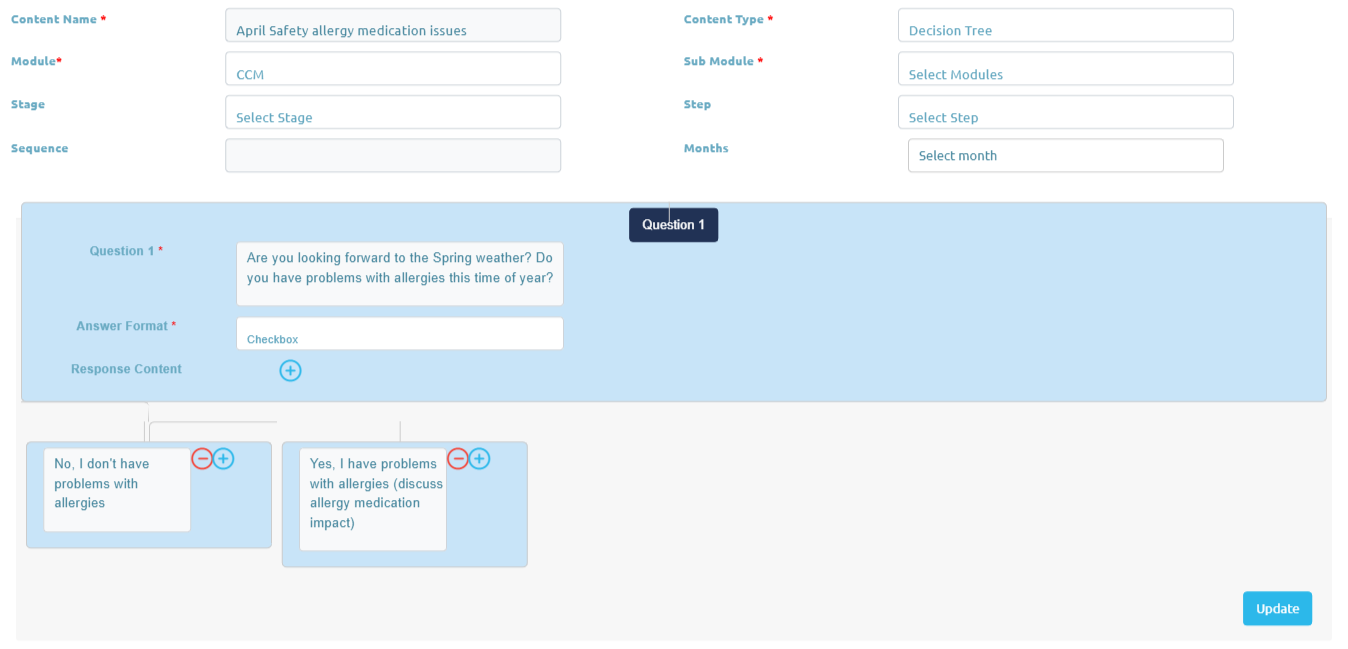 Content Name *
April Safety allergy medication issues
Content Type *
Decision Tree
Module*
CCM
Sub Module *
Select Modules
Stage
Select Stage
Step
Select Step
Sequence
Months
Select month
Question 1
Question 1 *
Are you looking forward to the Spring weather? Do
you have problems with allergies this time of year?
Answer Format *
Checkbox
Response Content
No, I don't have
problems with
allergies
Yes, I have problems
with allergies (discuss
allergy medication
impact)
Update